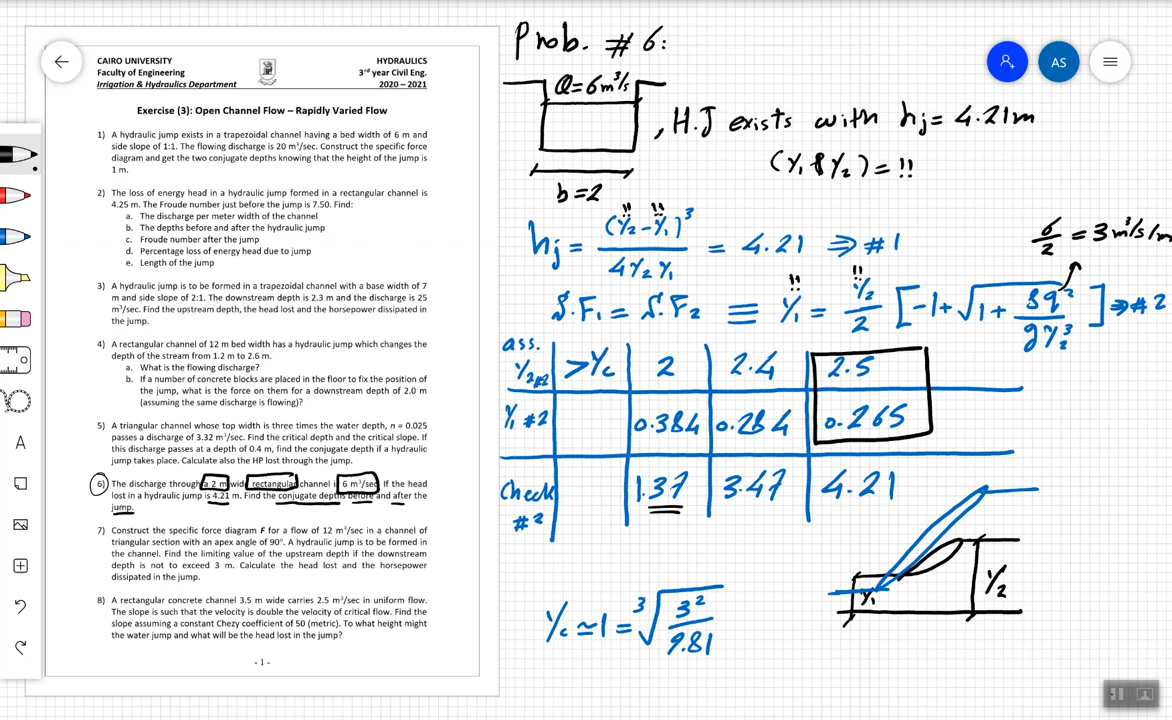 CAIRO UNIVERSITY
Faculty of Engineering
Irrigation & Hydraulics Department
HYDRAULICS
3rd year Civil Eng.
2020 – 2021
Exercise (3): Open Channel Flow – Rapidly Varied Flow
1) A hydraulic jump exists in a trapezoidal channel having a bed width of 6 m and
side slope of 1:1. The flowing discharge is 20 m³/sec. Construct the specific force
diagram and get the two conjugate depths knowing that the height of the jump is
1 m.
2) The loss of energy head in a hydraulic jump formed in a rectangular channel is
4.25 m. The Froude number just before the jump is 7.50. Find:
a. The discharge per meter width of the channel
b. The depths before and after the hydraulic jump
c. Froude number after the jump
d. Percentage loss of energy head due to jump
e. Length of the jump
3) A hydraulic jump is to be formed in a trapezoidal channel with a base width of 7
m and side slope of 2:1. The downstream depth is 2.3 m and the discharge is 25
m³/sec. Find the upstream depth, the head lost and the horsepower dissipated in
the jump.
4) A rectangular channel of 12 m bed width has a hydraulic jump which changes the
depth of the stream from 1.2 m to 2.6 m.
a. What is the flowing discharge?
b. If a number of concrete blocks are placed in the floor to fix the position of
the jump, what is the force on them for a downstream depth of 2.0 m
(assuming the same discharge is flowing)?
5) A triangular channel whose top width is three times the water depth, n = 0.025
passes a discharge of 3.32 m³/sec. Find the critical depth and the critical slope. If
this discharge passes at a depth of 0.4 m, find the conjugate depth if a hydraulic
jump takes place. Calculate also the HP lost through the jump.
6) The discharge through a 2 m wide rectangular channel is 6 m³/sec. If the head
lost in a hydraulic jump is 4.21 m. Find the conjugate depths before and after the
jump.
7) Construct the specific force diagram F for a flow of 12 m³/sec in a channel of
triangular section with an apex angle of 90°. A hydraulic jump is to be formed in
the channel. Find the limiting value of the upstream depth if the downstream
depth is not to exceed 3 m. Calculate the head lost and the horsepower
dissipated in the jump.
8) A rectangular concrete channel 3.5 m wide carries 2.5 m³/sec in uniform flow.
The slope is such that the velocity is double the velocity of critical flow. Find the
slope assuming a constant Chezy coefficient of 50 (metric). To what height might
the water jump and what will be the head lost in the jump?
- 1 -
AS
A
Prob. # 6:
Q=6m³/s
b=2
, H.J exists with hj= 4.21m
(Y1 & Y2) = !!
!! !!
hj = (Y2-Y1)³ / 4Y2Y1 = 4.21 ⇒ #1
6/2 = 3m³/s/m
!! !!
S.F1 = S.F2 ≡ Y1 = Y2/2 [-1+√1+ 8q²/gY2³] ⇒ #2
ass. Y2#2 >Yc 2 2.4 2.5
Y1 #2 0.384 0.284 0.265
Check #2 1.37 3.47 4.21
Y1 Y2
Yc ≃ 1 = ³√3²/9.81